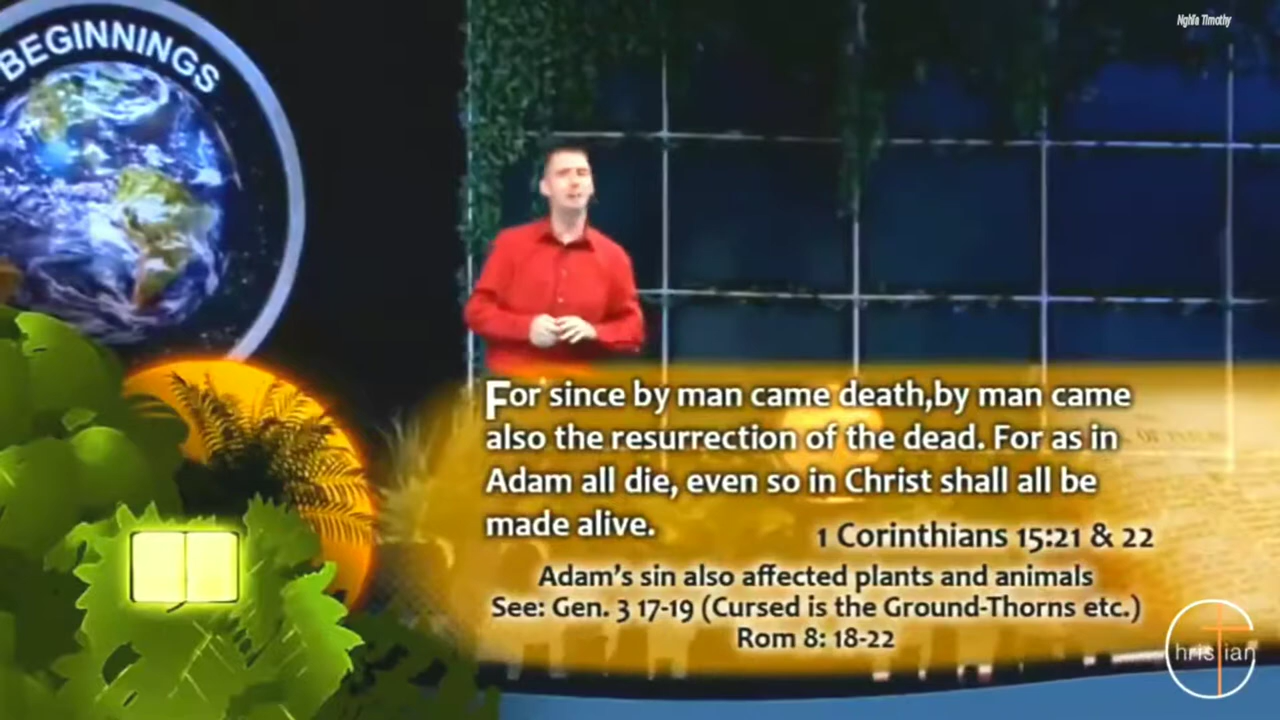 Nghĩa Timothy
BEGINNINGS
For since by man came death,by man came
also the resurrection of the dead. For as in
Adam all die, even so in Christ shall all be
made alive.
1 Corinthians 15:21 & 22
Adam's sin also affected plants and animals
See: Gen. 3 17-19 (Cursed is the Ground-Thorns etc.)
Rom 8: 18-22
hristian